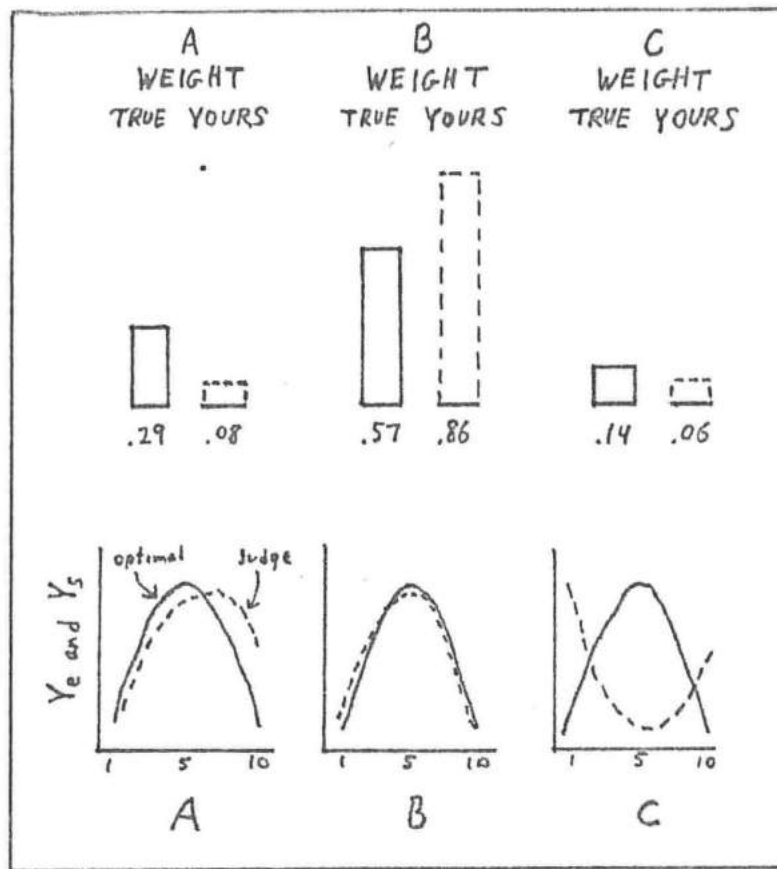 A B C
WEIGHT WEIGHT WEIGHT
TRUE YOURS TRUE YOURS TRUE YOURS
.29 .08 .57 .86 .14 .06
optimal Judge
Ye and Ys
1 5 10 1 5 10 1 5 10
A B C